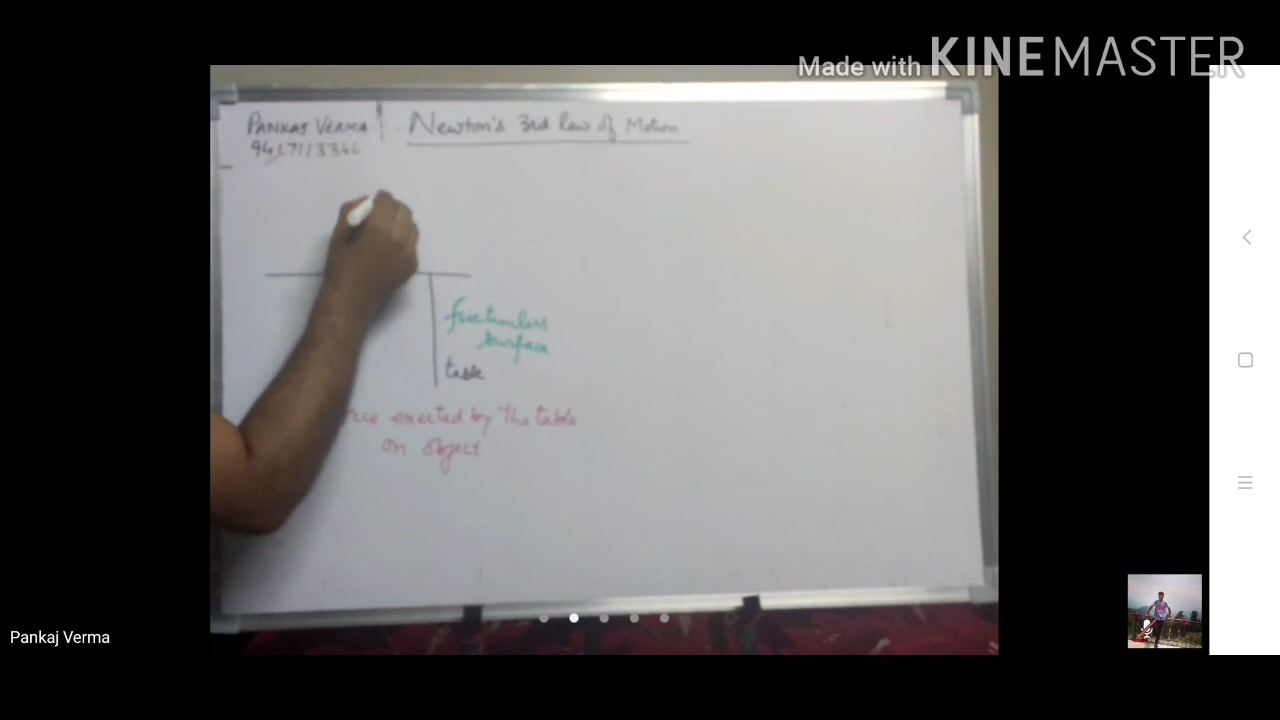 Made with KINEMASTER
PANKAJ VERMA
Newton's 3rd law of Motion
frictionless
surface
table
rce exerted by the table
on object
Pankaj Verma